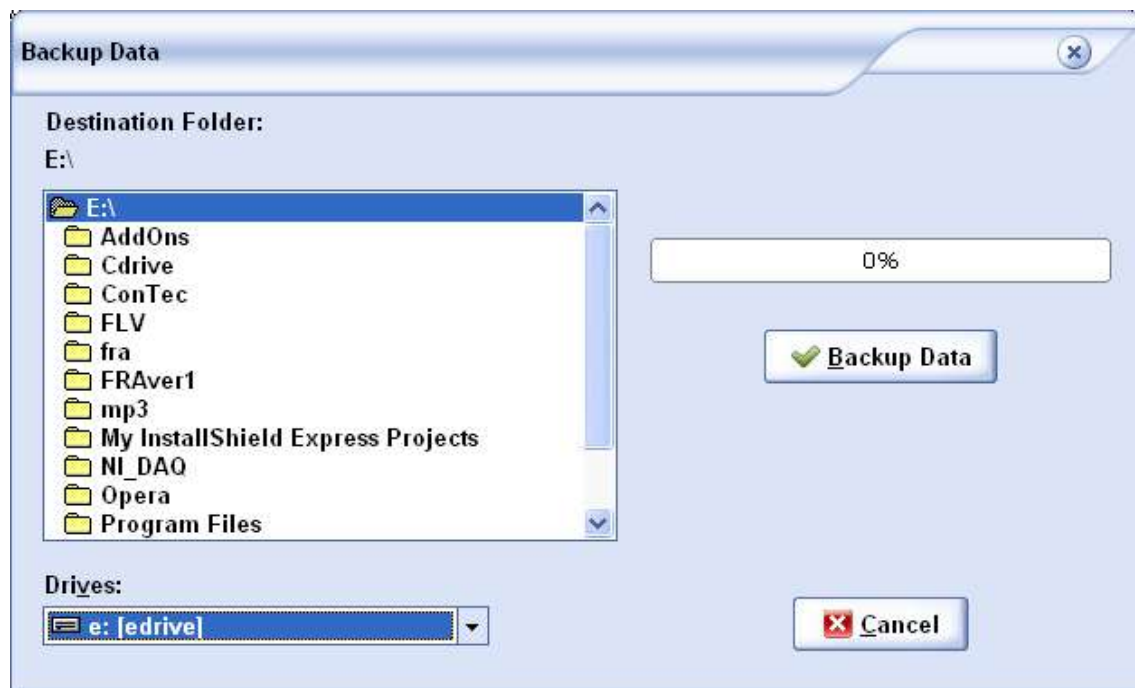 Backup Data
Destination Folder:
E:\
E:\
AddOns
Cdrive
ConTec
FLV
fra
FRAver1
mp3
My InstallShield Express Projects
NI_DAQ
Opera
Program Files
0%
Backup Data
Drives:
e: [edrive]
Cancel